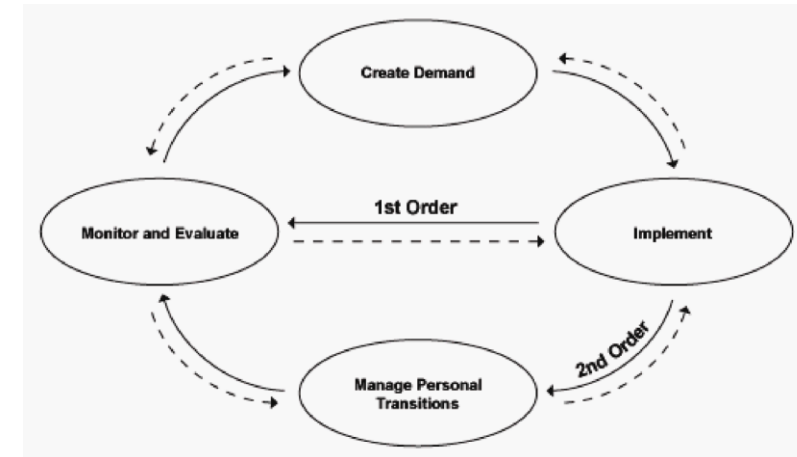 Create Demand
1st Order
Monitor and Evaluate
Implement
2nd Order
Manage Personal
Transitions